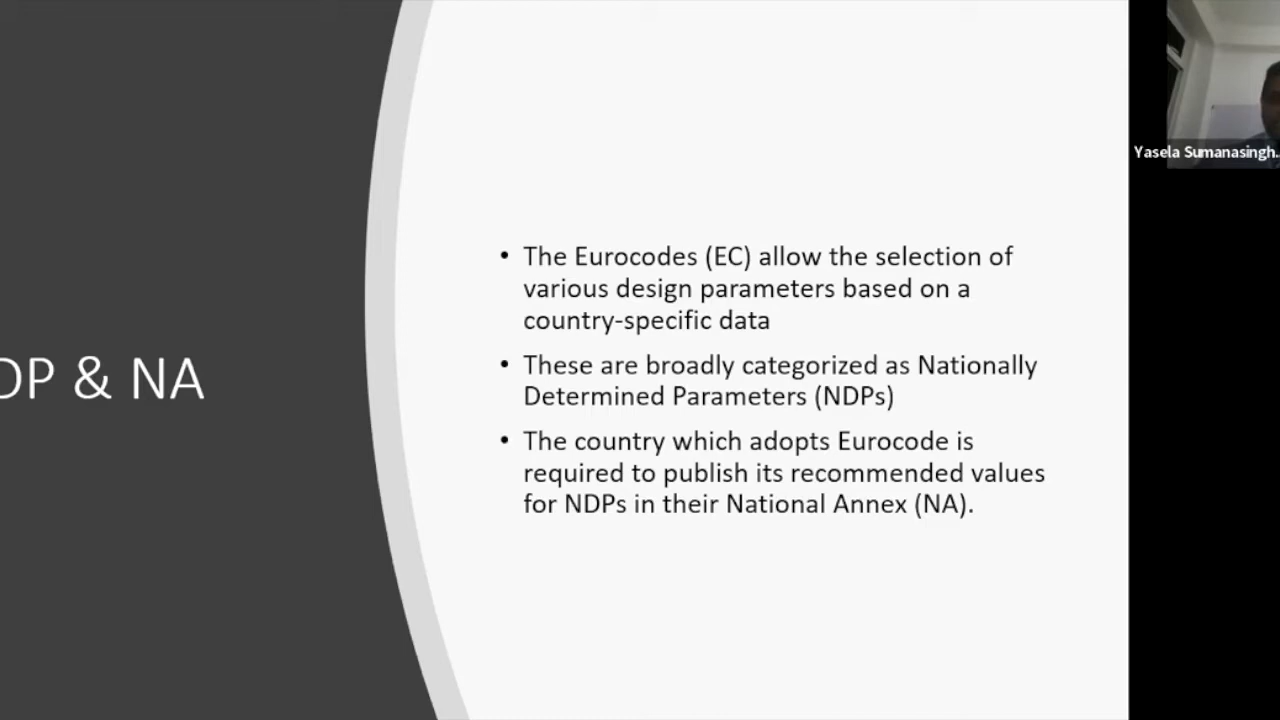 DP & NA
• The Eurocodes (EC) allow the selection of
various design parameters based on a
country-specific data
• These are broadly categorized as Nationally
Determined Parameters (NDPs)
• The country which adopts Eurocode is
required to publish its recommended values
for NDPs in their National Annex (NA).
Yasela Sumanasingh...